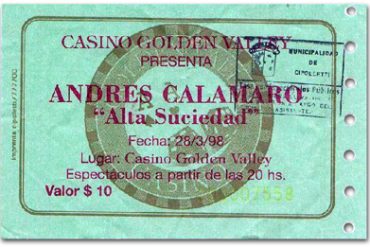 CASINO GOLDEN VALLEY
PRESENTA
MUNICIPALIDAD
DE
CIPOLLETTI
ANDRES CALAMARO
“Alta Suciedad”
Fecha: 28/3/98
Lugar: Casino Golden Valley
Espectáculos a partir de las 20 hs.
Valor $ 10